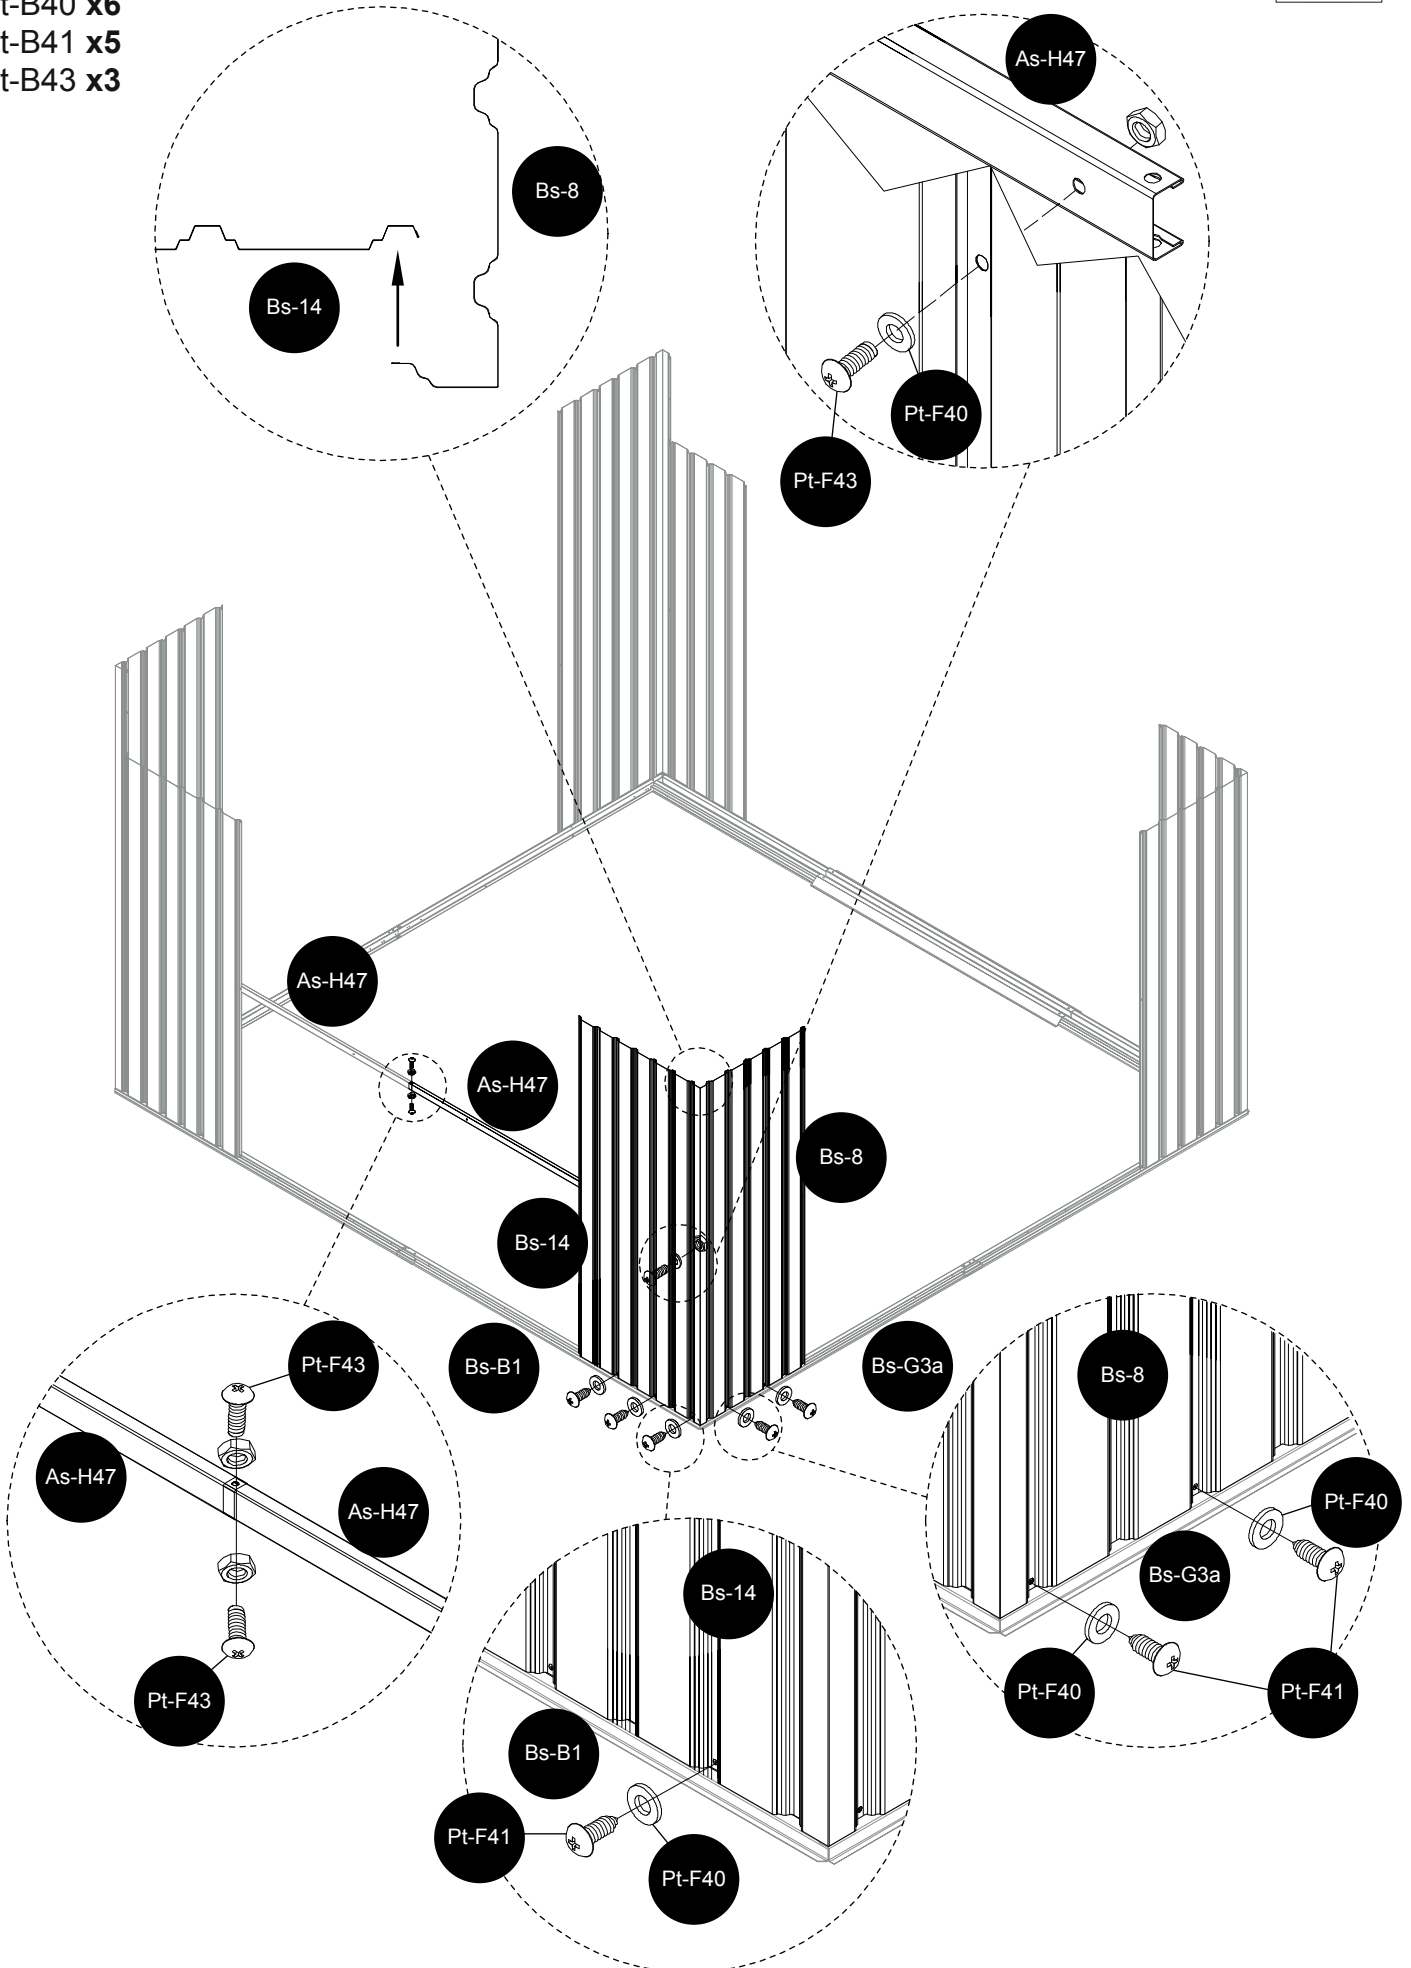 t-B40 x6
t-B41 x5
t-B43 x3
As-H47
Bs-8
Bs-14
Pt-F40
Pt-F43
As-H47
As-H47
Bs-8
Bs-14
Bs-B1
Bs-G3a
Pt-F43
As-H47
As-H47
Pt-F43
Bs-14
Bs-B1
Pt-F41
Pt-F40
Bs-8
Pt-F40
Bs-G3a
Pt-F40
Pt-F41